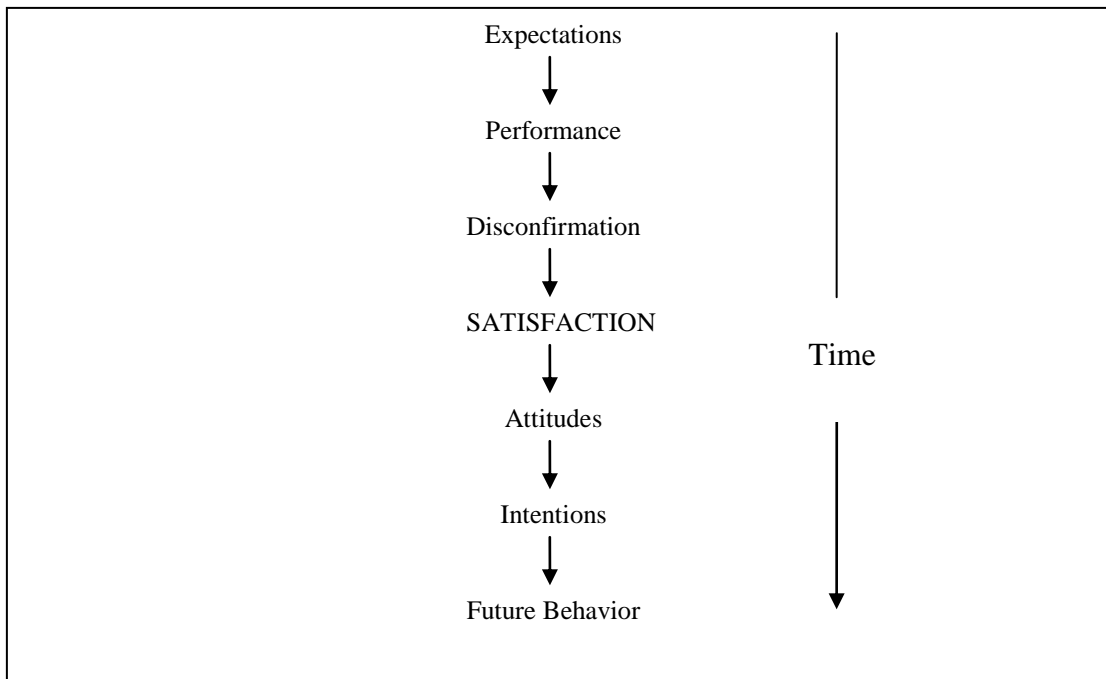 Expectations
Performance
Disconfirmation
SATISFACTION
Time
Attitudes
Intentions
Future Behavior